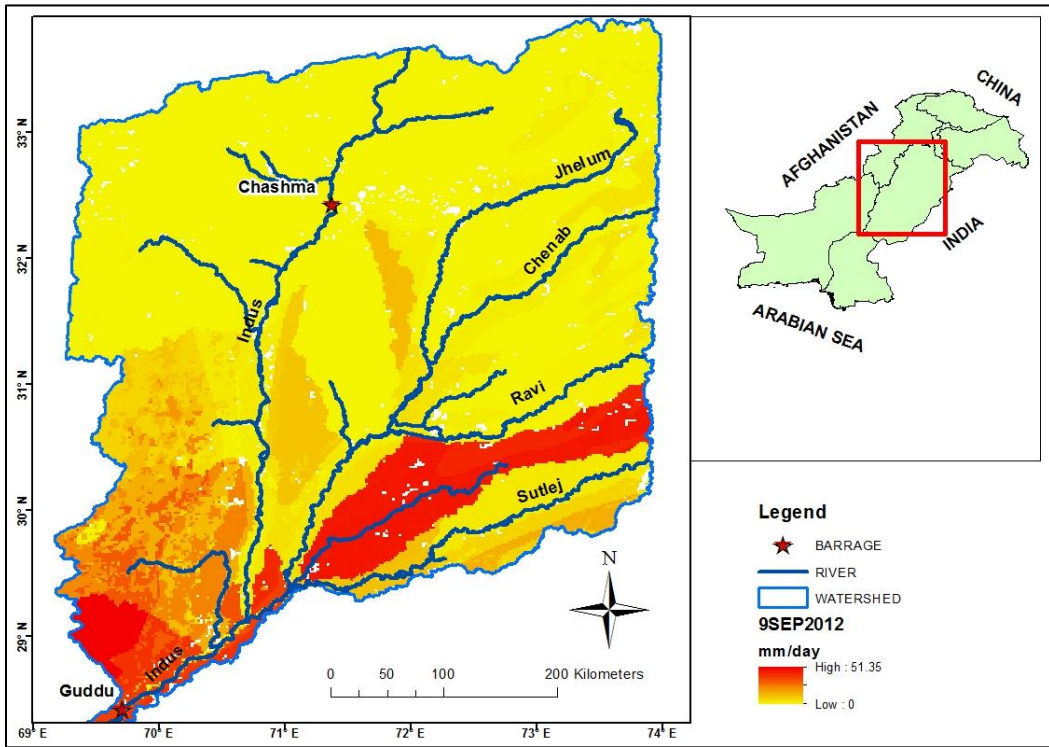 33°N
32°N
31°N
30°N
29°N
69°E
70°E
71°E
72°E
73°E
74°E
Chashma
Jhelum
Chenab
Indus
Ravi
Sutlej
Indus
Guddu
N
0 50 100 200 Kilometers
CHINA
AFGHANISTAN
INDIA
ARABIAN SEA
Legend
BARRAGE
RIVER
WATERSHED
9SEP2012
mm/day
High : 51.35
Low : 0